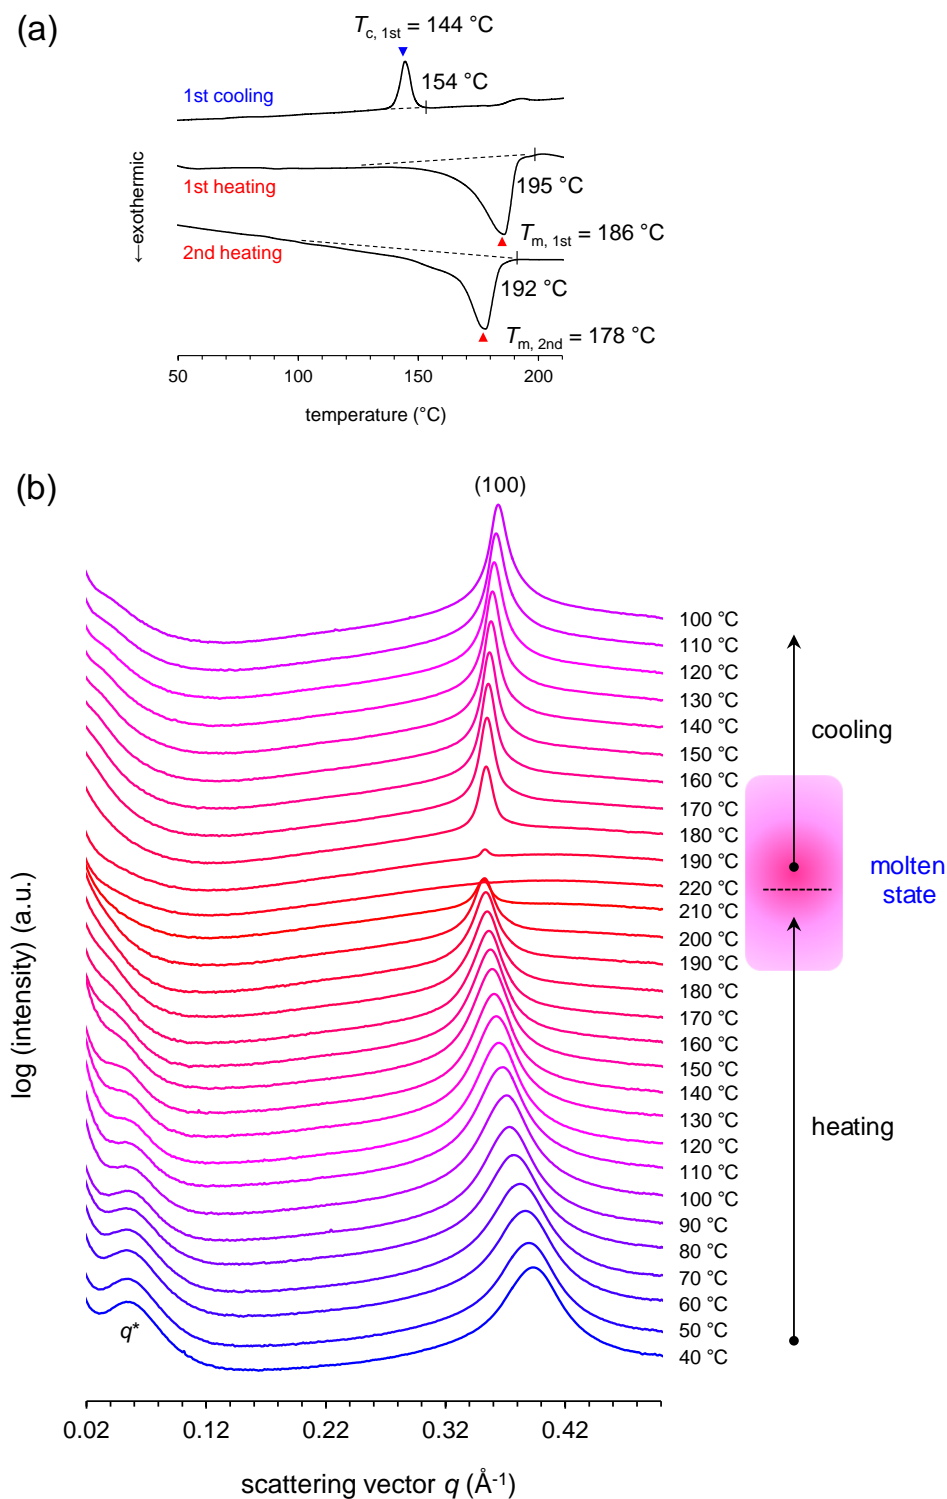 (a)
T_c, 1st = 144 °C
154 °C
1st cooling
←exothermic
1st heating
195 °C
T_m, 1st = 186 °C
2nd heating
192 °C
T_m, 2nd = 178 °C
50 100 150 200
temperature (°C)
(b)
(100)
100 °C
110 °C
120 °C
130 °C
140 °C
150 °C
160 °C
170 °C
180 °C
190 °C
220 °C
210 °C
200 °C
190 °C
180 °C
170 °C
160 °C
150 °C
140 °C
130 °C
120 °C
110 °C
100 °C
90 °C
80 °C
70 °C
60 °C
50 °C
40 °C
cooling
molten
state
heating
log (intensity) (a.u.)
q*
0.02 0.12 0.22 0.32 0.42
scattering vector q (Å⁻¹)